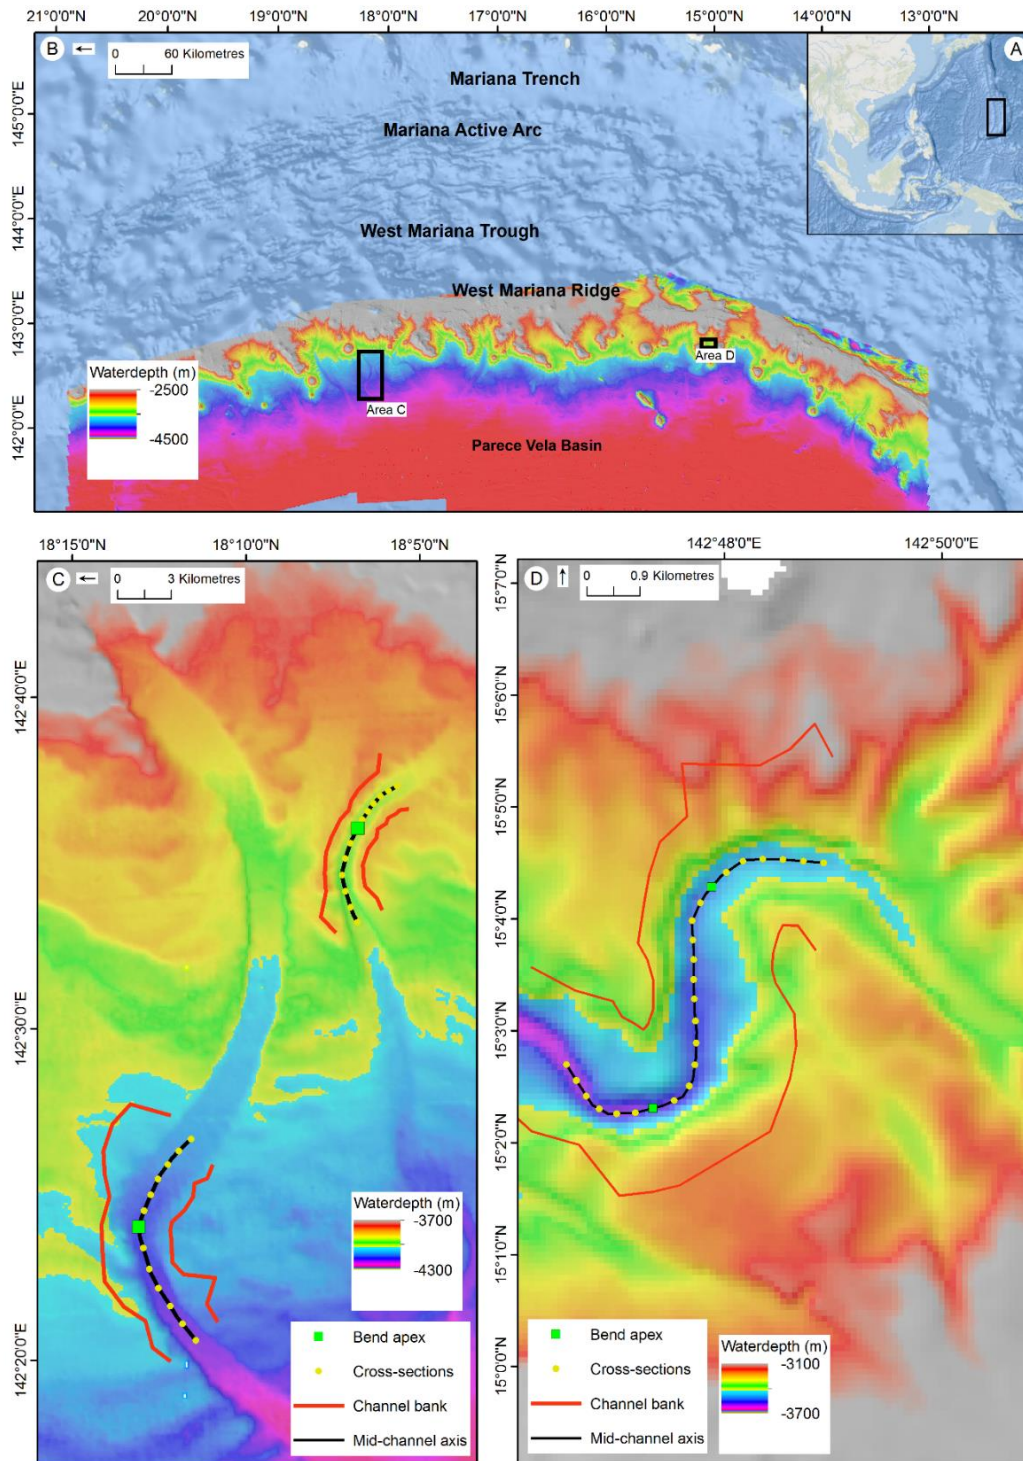 21°0'0"N 20°0'0"N 19°0'0"N 18°0'0"N 17°0'0"N 16°0'0"N 15°0'0"N 14°0'0"N 13°0'0"N
B
0 60 Kilometres
A
Mariana Trench
145°0'0"E
Mariana Active Arc
144°0'0"E
West Mariana Trough
West Mariana Ridge
143°0'0"E
Area D
Waterdepth (m)
-2500
-4500
Area C
142°0'0"E
Parece Vela Basin
18°15'0"N 18°10'0"N 18°5'0"N
C
0 3 Kilometres
142°40'0"E
142°30'0"E
142°20'0"E
Waterdepth (m)
-3700
-4300
Bend apex
Cross-sections
Channel bank
Mid-channel axis
142°48'0"E 142°50'0"E
D
0 0.9 Kilometres
15°7'0"N
15°6'0"N
15°5'0"N
15°4'0"N
15°3'0"N
15°2'0"N
15°1'0"N
15°0'0"N
Bend apex
Cross-sections
Channel bank
Mid-channel axis
Waterdepth (m)
-3100
-3700